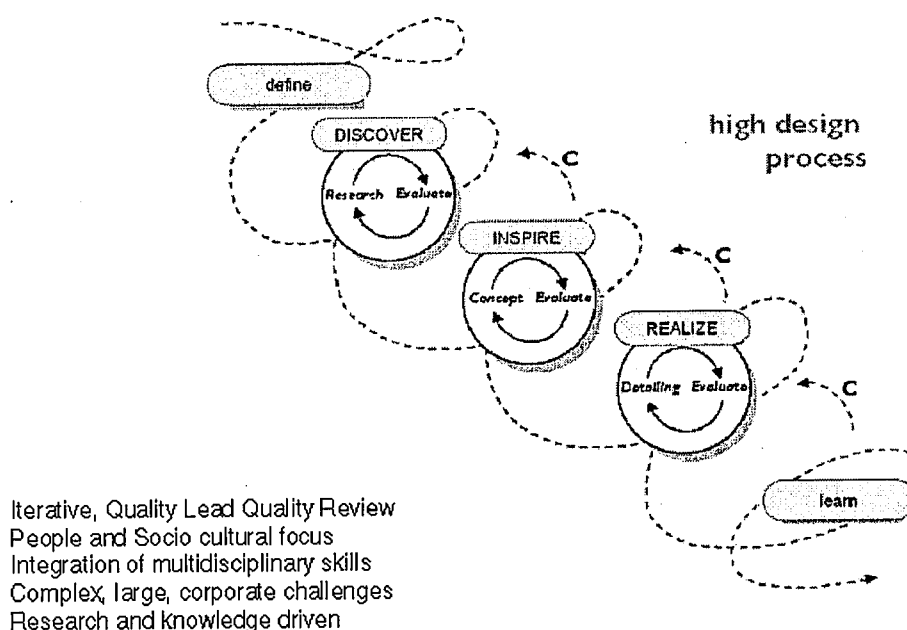 define
DISCOVER
high design
process
C
Research Evaluate
INSPIRE
C
Concept Evaluate
REALIZE
C
Detailing Evaluate
learn
Iterative, Quality Lead Quality Review
People and Socio cultural focus
Integration of multidisciplinary skills
Complex, large, corporate challenges
Research and knowledge driven